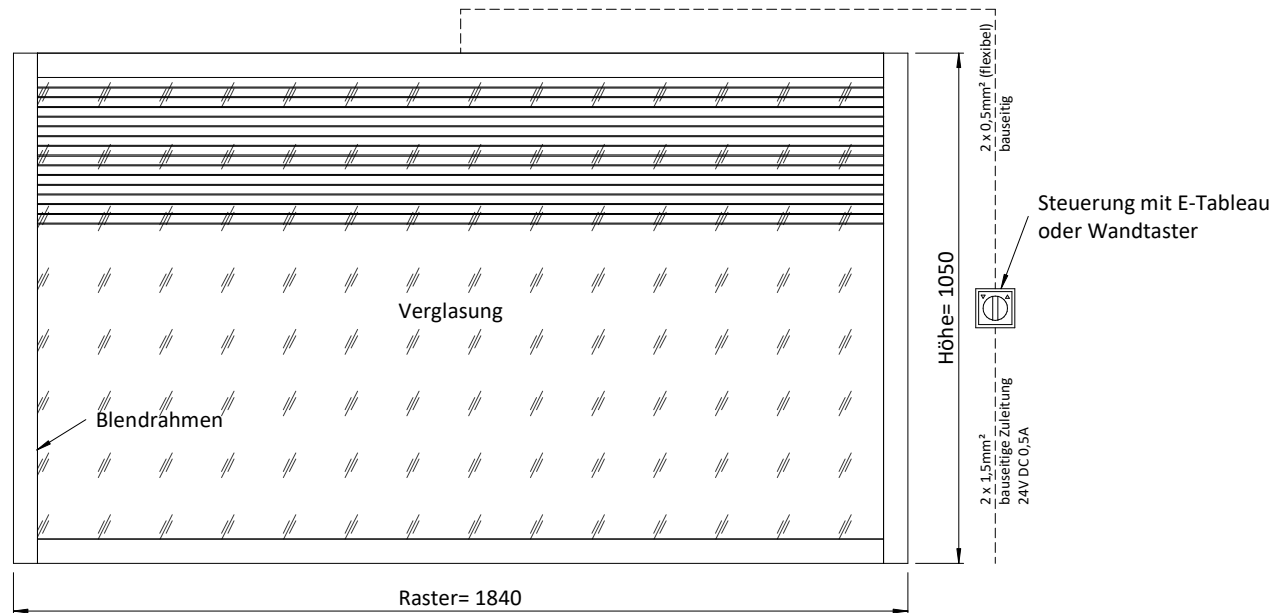 2 x 0,5mm² (flexibel)
bauseitig
Steuerung mit E-Tableau
oder Wandtaster
Höhe= 1050
Verglasung
Blendrahmen
2 x 1,5mm²
bauseitige Zuleitung
24V DC 0,5A
Raster= 1840